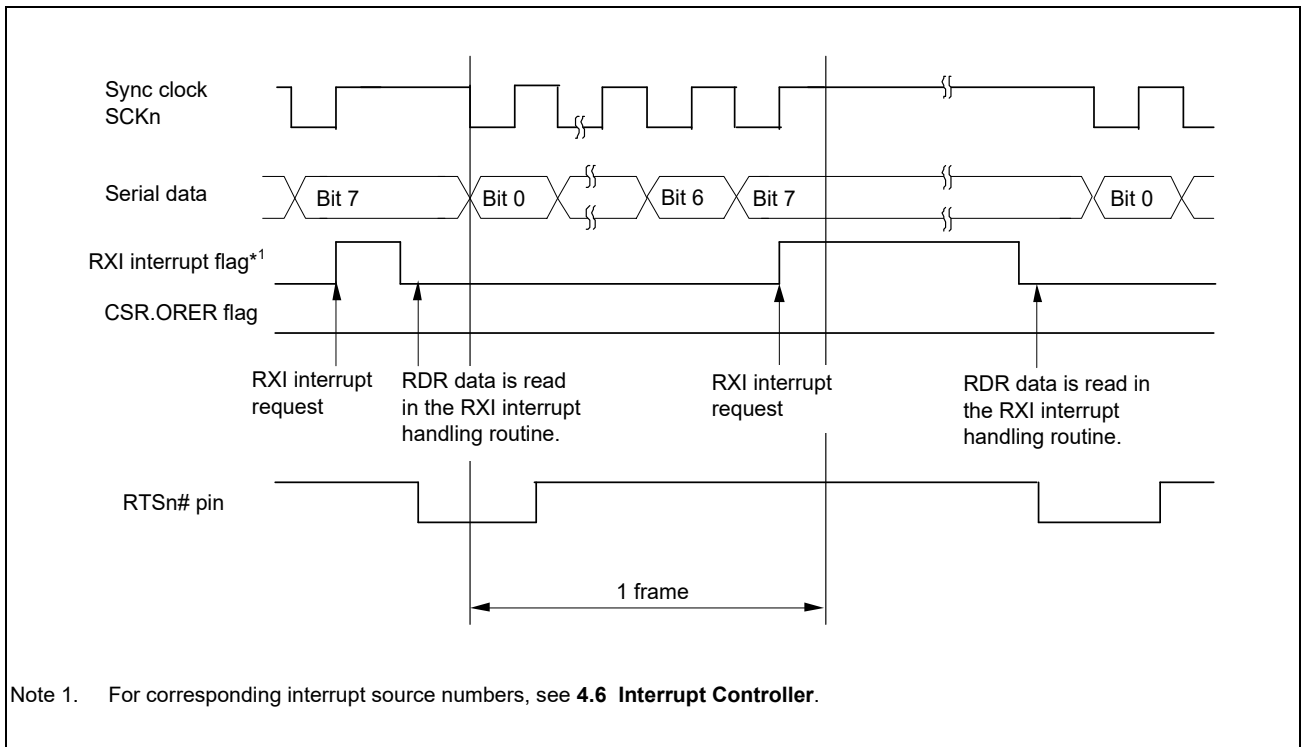 Sync clock
SCKn
Serial data
Bit 7
Bit 0
Bit 6
Bit 7
Bit 0
RXI interrupt flag*1
CSR.ORER flag
RXI interrupt
request
RDR data is read
in the RXI interrupt
handling routine.
RXI interrupt
request
RDR data is read in
the RXI interrupt
handling routine.
RTSn# pin
1 frame
Note 1. For corresponding interrupt source numbers, see 4.6 Interrupt Controller.